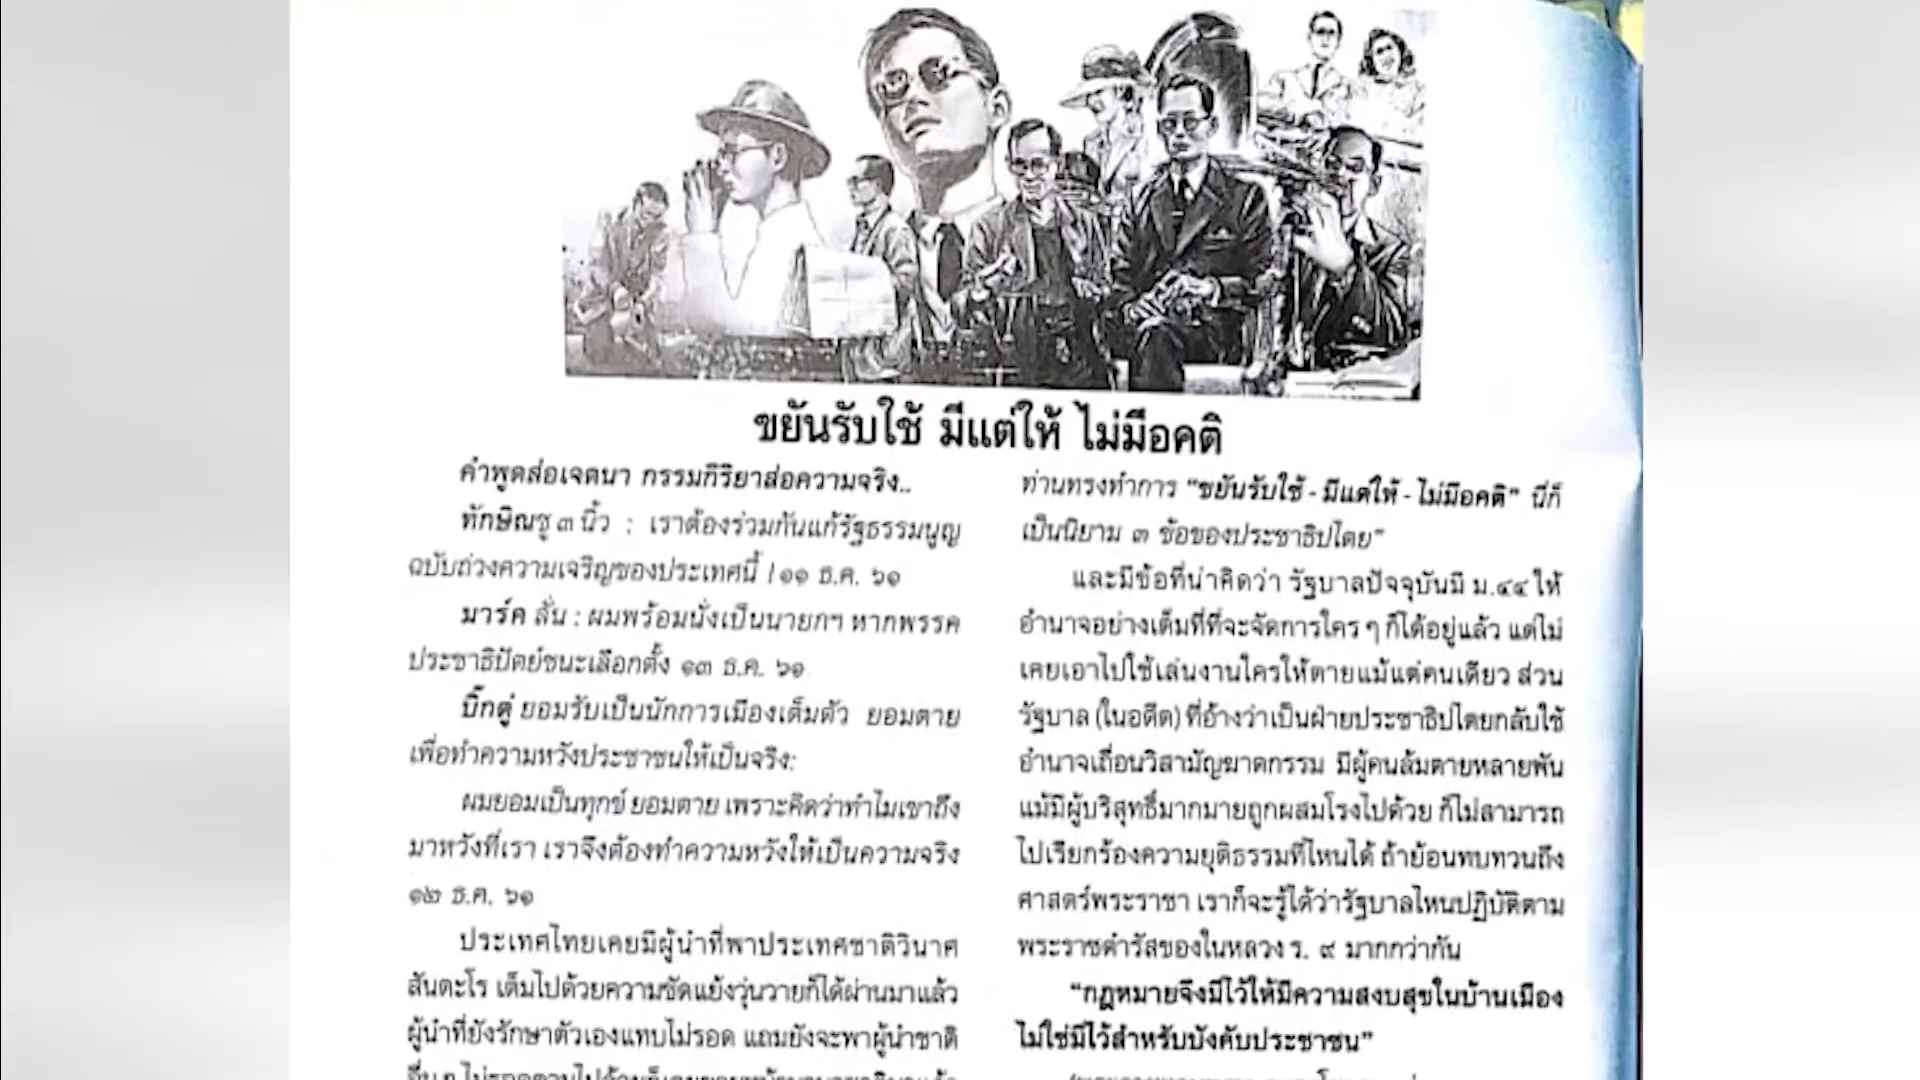 ขยันรับใช้ มีแต่ให้ ไม่มีอคติ
คำพูดส่อเจตนา กรรมกิริยาส่อความจริง..
ทักษิณชู ๓ นิ้ว : เราต้องร่วมกันแก้รัฐธรรมนูญ
ฉบับถ่วงความเจริญของประเทศนี้ / ๑๑ ธ.ค. ๖๑
มาร์ค ลั่น : ผมพร้อมนั่งเป็นนายกฯ หากพรรค
ประชาธิปัตย์ชนะเลือกตั้ง ๑๓ ธ.ค. ๖๑
บิ๊กตู่ ยอมรับเป็นนักการเมืองเต็มตัว ยอมตาย
เพื่อทำความหวังประชาชนให้เป็นจริง:
ผมยอมเป็นทุกข์ ยอมตาย เพราะคิดว่าทำไมเขาถึง
มาหวังที่เรา เราจึงต้องทำความหวังให้เป็นความจริง
๑๒ ธ.ค. ๖๑
ประเทศไทยเคยมีผู้นำที่พาประเทศชาติวินาศ
สันตะโร เต็มไปด้วยความขัดแย้งวุ่นวายก็ได้ผ่านมาแล้ว
ผู้นำที่ยังรักษาตัวเองแทบไม่รอด แถมยังจะพาผู้นำชาติ
ท่านทรงทำการ “ขยันรับใช้ - มีแต่ให้ - ไม่มีอคติ” นี่ก็
เป็นนิยาม ๓ ข้อของประชาธิปไตย”
และมีข้อที่น่าคิดว่า รัฐบาลปัจจุบันมี ม.๔๔ ให้
อำนาจอย่างเต็มที่ที่จะจัดการใคร ๆ ก็ได้อยู่แล้ว แต่ไม่
เคยเอาไปใช้เล่นงานใครให้ตายแม้แต่คนเดียว ส่วน
รัฐบาล (ในอดีต) ที่อ้างว่าเป็นฝ่ายประชาธิปไตยกลับใช้
อำนาจเถื่อนวิสามัญฆาตกรรม มีผู้คนล้มตายหลายพัน
แม้มีผู้บริสุทธิ์มากมายถูกผสมโรงไปด้วย ก็ไม่สามารถ
ไปเรียกร้องความยุติธรรมที่ไหนได้ ถ้าย้อนทบทวนถึง
ศาสตร์พระราชา เราก็จะรู้ได้ว่ารัฐบาลไหนปฏิบัติตาม
พระราชดำรัสของในหลวง ร. ๙ มากกว่ากัน
“กฎหมายจึงมีไว้ให้มีความสงบสุขในบ้านเมือง
ไม่ใช่มีไว้สำหรับบังคับประชาชน”